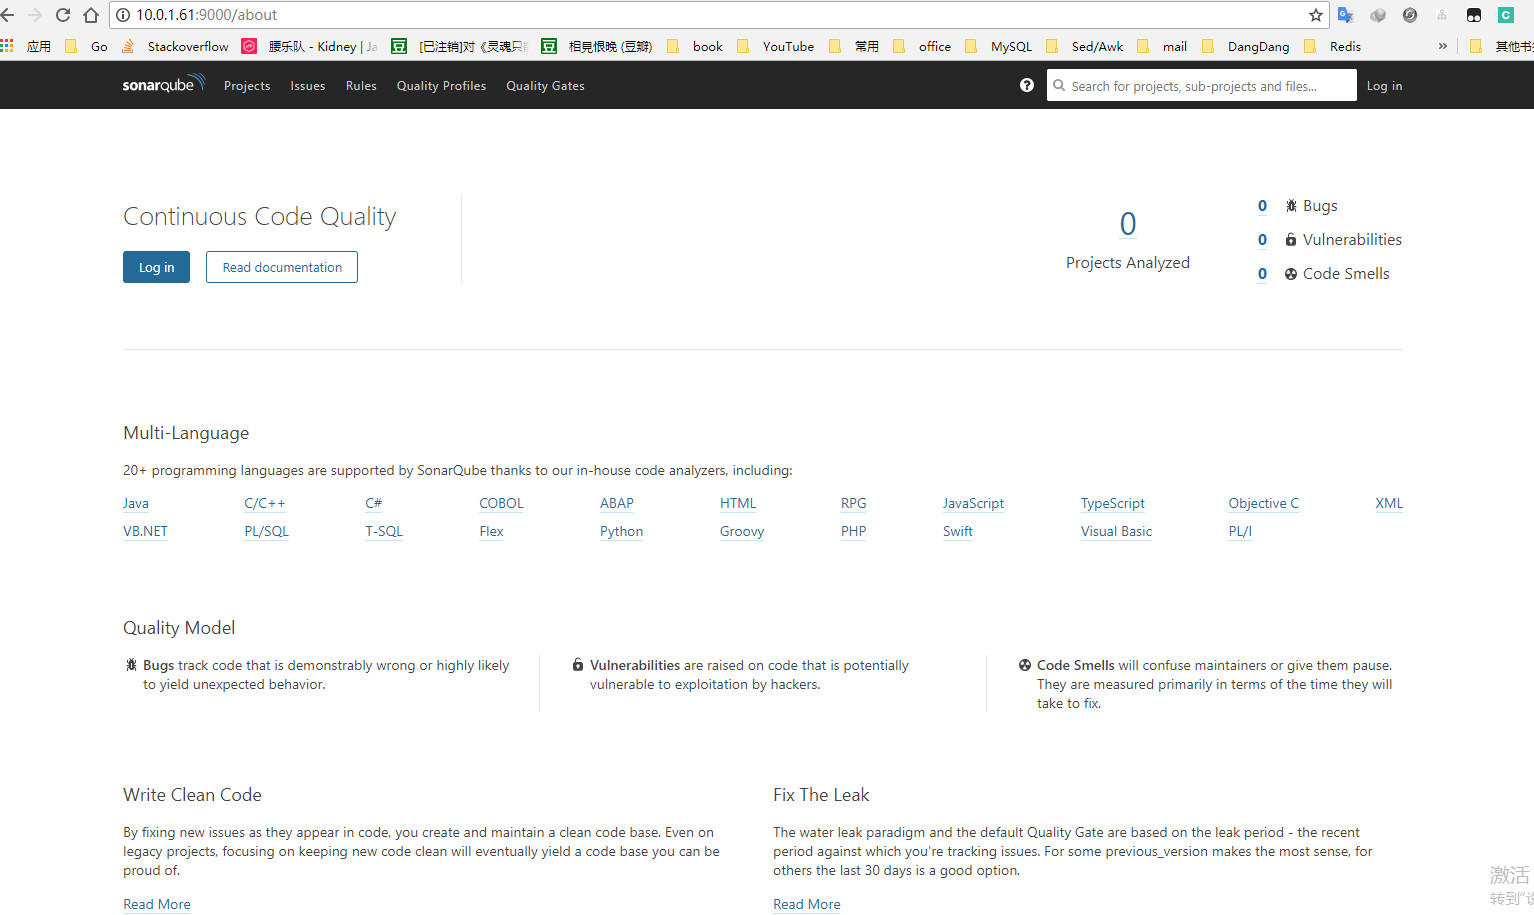 10.0.1.61:9000/about
应用 Go Stackoverflow 腰乐队 - Kidney | Ja [已注销]对《灵魂只能 相見恨晚 (豆瓣) book YouTube 常用 office MySQL Sed/Awk mail DangDang Redis » 其他书
sonarqube Projects Issues Rules Quality Profiles Quality Gates ? Search for projects, sub-projects and files... Log in
Continuous Code Quality
Log in Read documentation
0
Projects Analyzed
0 Bugs
0 Vulnerabilities
0 Code Smells
Multi-Language
20+ programming languages are supported by SonarQube thanks to our in-house code analyzers, including:
Java C/C++ C# COBOL ABAP HTML RPG JavaScript TypeScript Objective C XML
VB.NET PL/SQL T-SQL Flex Python Groovy PHP Swift Visual Basic PL/I
Quality Model
Bugs track code that is demonstrably wrong or highly likely
to yield unexpected behavior.
Vulnerabilities are raised on code that is potentially
vulnerable to exploitation by hackers.
Code Smells will confuse maintainers or give them pause.
They are measured primarily in terms of the time they will
take to fix.
Write Clean Code
By fixing new issues as they appear in code, you create and maintain a clean code base. Even on
legacy projects, focusing on keeping new code clean will eventually yield a code base you can be
proud of.
Read More
Fix The Leak
The water leak paradigm and the default Quality Gate are based on the leak period - the recent
period against which you're tracking issues. For some previous_version makes the most sense, for
others the last 30 days is a good option.
Read More
激活
转到"设